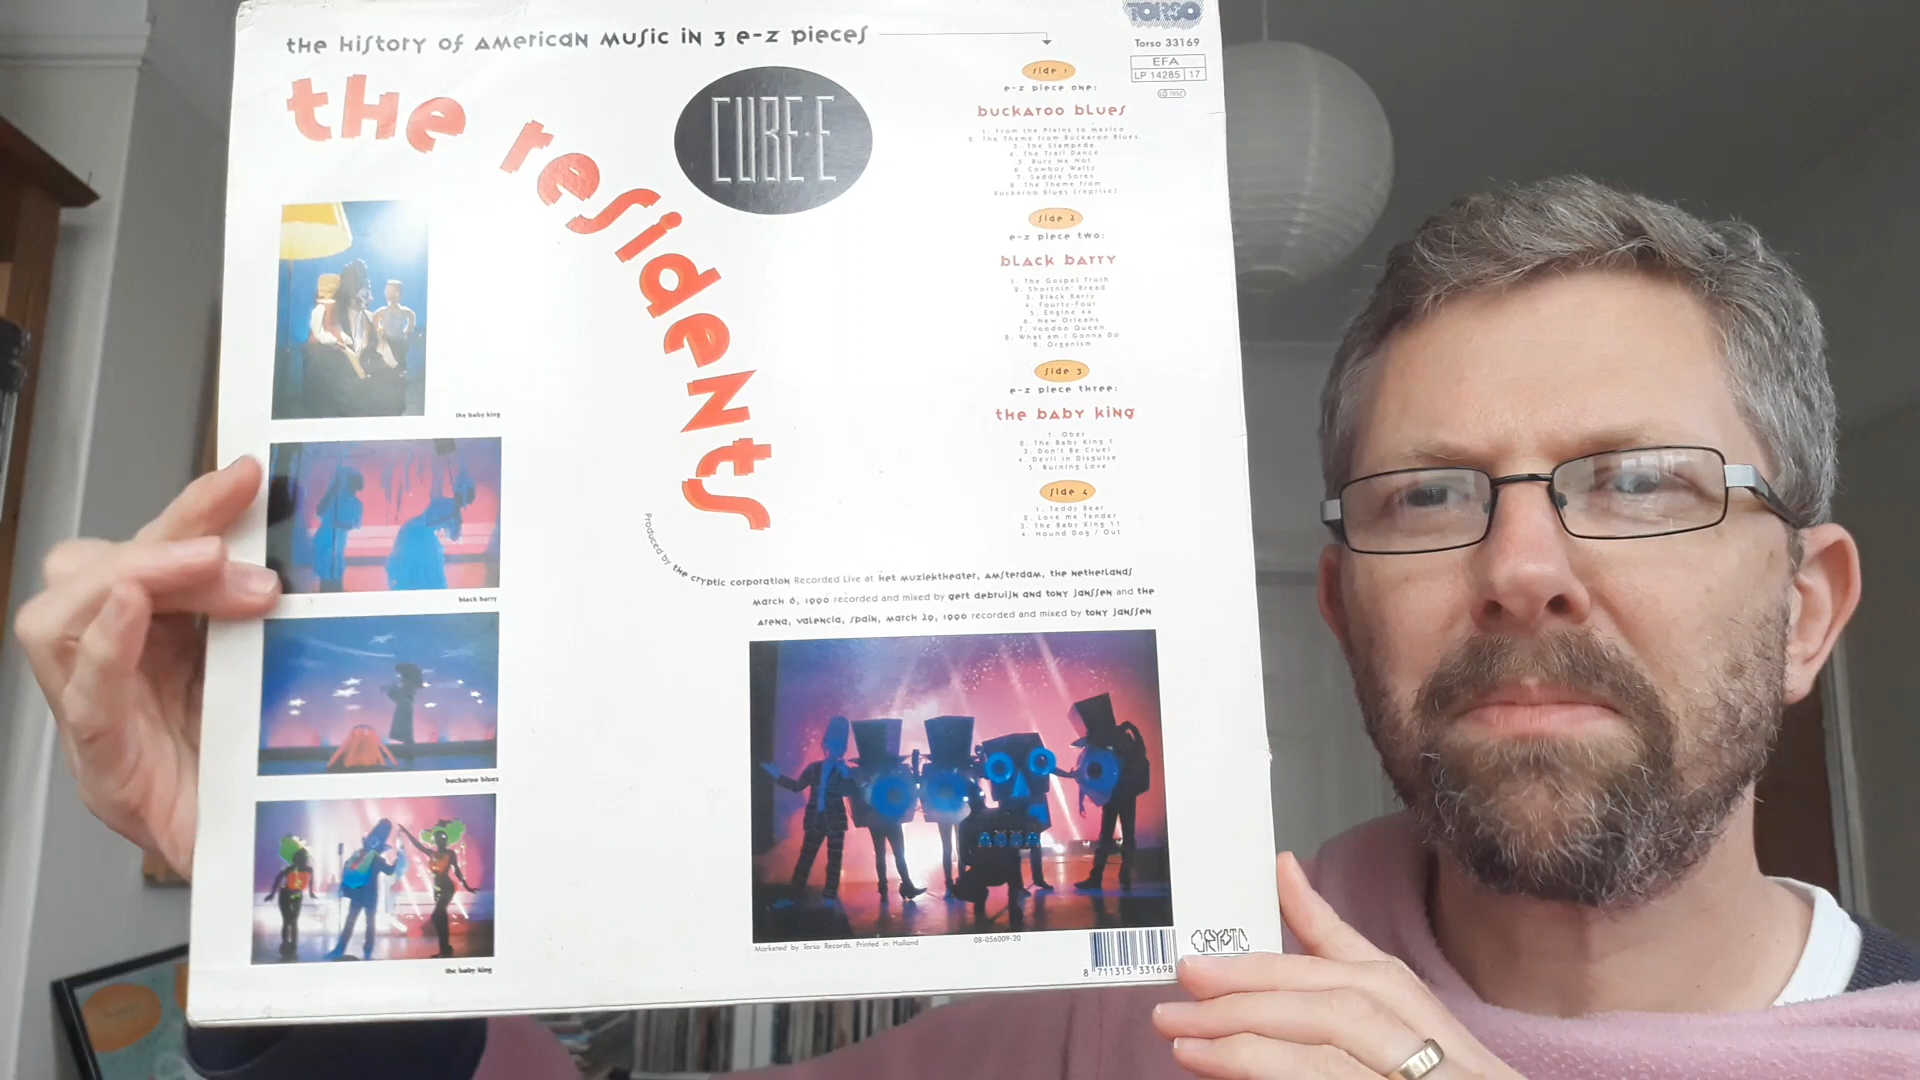 the history of american music in 3 e-z pieces
the residents
CUBE-E
TORSO
Torso 33169
EFA
LP 14285 17
side 1
e-z piece one:
buckaroo blues
1. From the Plains to Mexico
2. The Theme from Buckaroo Blues
3. The Stampede
4. The Trail Dance
5. Bury Me Not
6. Cowboy Waltz
7. Saddle Sores
8. The Theme from
Buckaroo Blues (reprise)
side 2
e-z piece two:
black barry
1. The Gospel Truth
2. Shortnin' Bread
3. Black Barry
4. Fourty-Four
5. Engine 44
6. New Orleans
7. Voodoo Queen
8. What am I Gonna Do
9. Organism
side 3
e-z piece three:
the baby king
1. Ober
2. The Baby King 1
3. Don't Be Cruel
4. Devil in Disguise
5. Burning Love
side 4
1. Teddy Bear
2. Love me Tender
3. The Baby King 11
4. Hound Dog / Out
the baby king
black barry
buckaroo blues
the baby king
Produced by the cryptic corporation Recorded Live at het muziektheater, amsterdam, the netherlands
march 6, 1990 recorded and mixed by gert debruijn and tony janssen and the
arena, valencia, spain, march 20, 1990 recorded and mixed by tony janssen
Marketed by Torso Records. Printed in Holland
08-056009-20
8 711315 331698
CRYPTIC